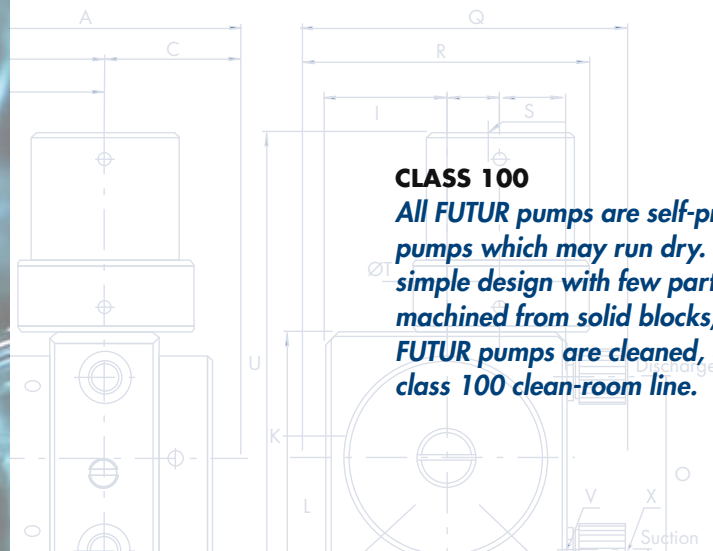 A
C
Q
R
I
S
CLASS 100
All FUTUR pumps are self-pr
pumps which may run dry.
ØT
simple design with few part
machined from solid blocks,
FUTUR pumps are cleaned,
Discharge
U
class 100 clean-room line.
K
L
O
V
X
Suction